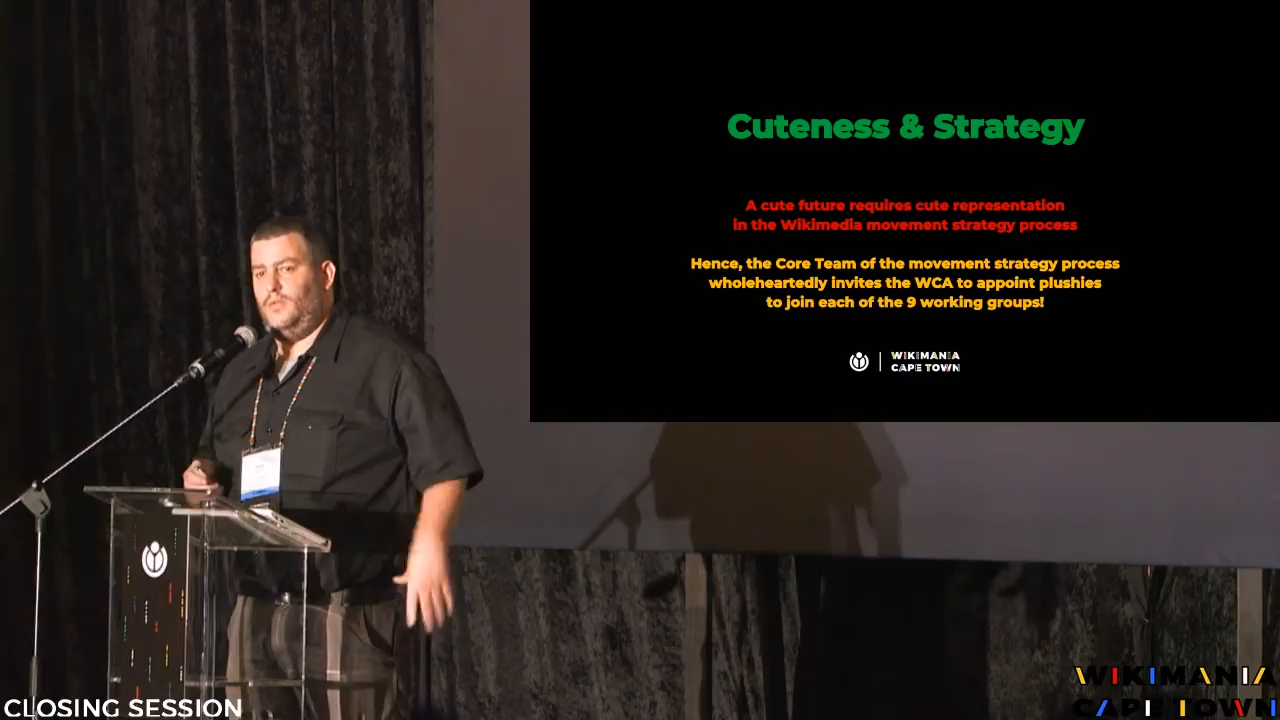 Cuteness & Strategy
A cute future requires cute representation
in the Wikimedia movement strategy process
Hence, the Core Team of the movement strategy process
wholeheartedly invites the WCA to appoint plushies
to join each of the 9 working groups!
WIKIMANIA
CAPE TOWN
CLOSING SESSION
WIKIMANIA
CAPE TOWN